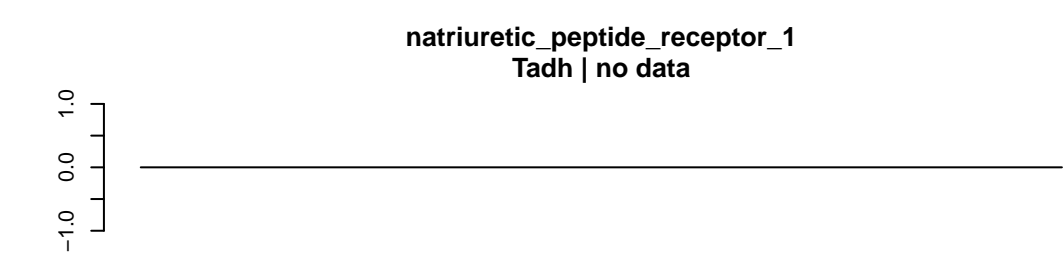 natriuretic_peptide_receptor_1
Tadh | no data
1.0
0.0
−1.0